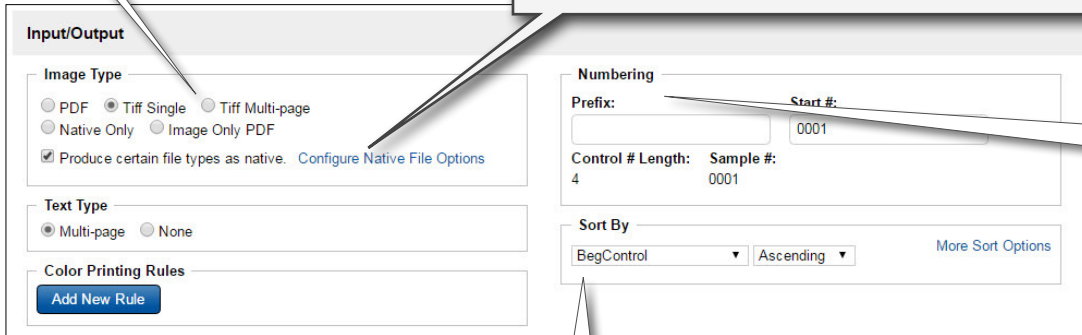 Input/Output
Image Type
PDF Tiff Single Tiff Multi-page
Native Only Image Only PDF
Produce certain file types as native. Configure Native File Options
Text Type
Multi-page None
Color Printing Rules
Add New Rule
Numbering
Prefix: Start #:
0001
Control # Length: Sample #:
4 0001
Sort By
BegControl Ascending More Sort Options